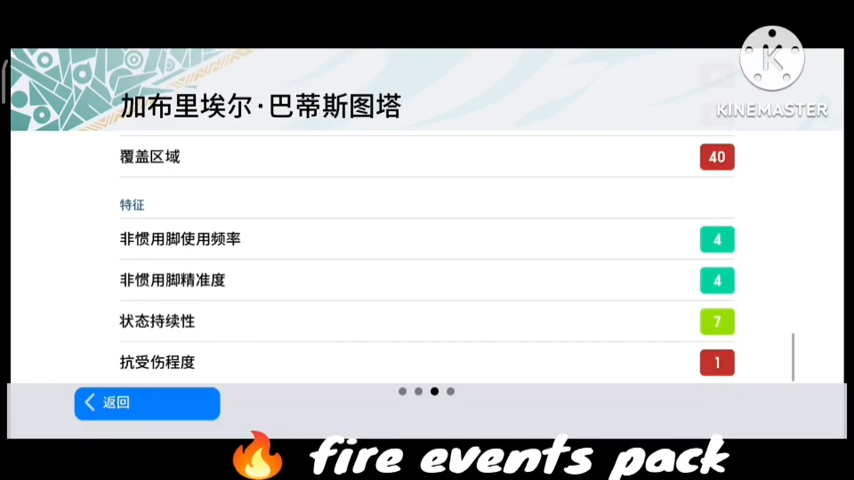 KINEMASTER
加布里埃尔·巴蒂斯图塔
覆盖区域 40
特征
非惯用脚使用频率 4
非惯用脚精准度 4
状态持续性 7
抗受伤程度 1
返回
fire events pack